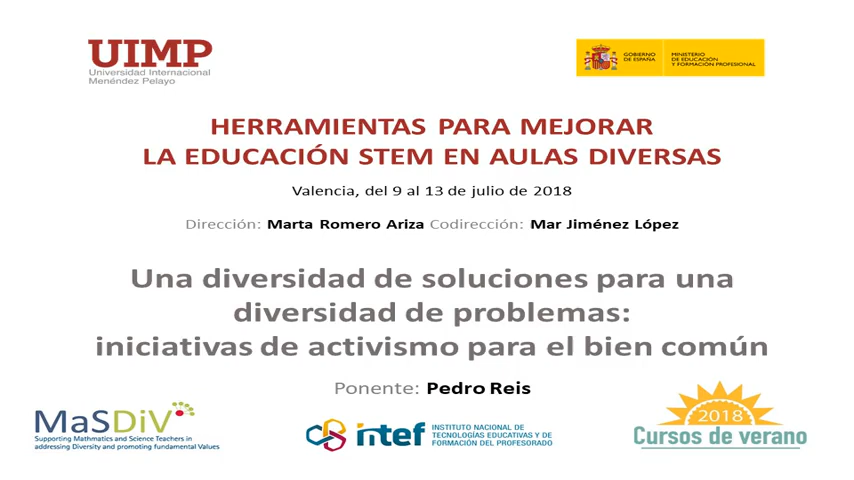 UIMP
Universidad Internacional
Menéndez Pelayo
GOBIERNO
DE ESPAÑA
MINISTERIO
DE EDUCACIÓN
Y FORMACIÓN PROFESIONAL
HERRAMIENTAS PARA MEJORAR
LA EDUCACIÓN STEM EN AULAS DIVERSAS
Valencia, del 9 al 13 de julio de 2018
Dirección: Marta Romero Ariza Codirección: Mar Jiménez López
Una diversidad de soluciones para una
diversidad de problemas:
iniciativas de activismo para el bien común
Ponente: Pedro Reis
MaSDiV
Supporting Mathmatics and Science Teachers in
addressing Diversity and promoting fundamental Values
intef
INSTITUTO NACIONAL DE
TECNOLOGÍAS EDUCATIVAS Y DE
FORMACIÓN DEL PROFESORADO
2018
Cursos de verano